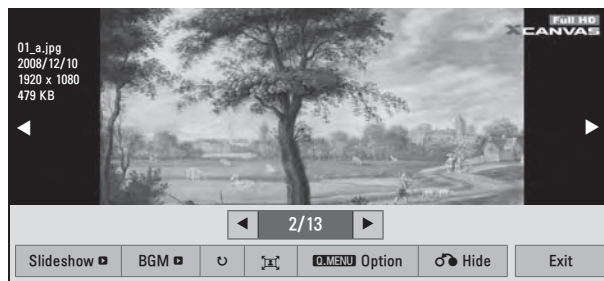 01_a.jpg
2008/12/10
1920 x 1080
479 KB
Full HD
XCANVAS
2/13
Slideshow
BGM
Q.MENU Option
Hide
Exit